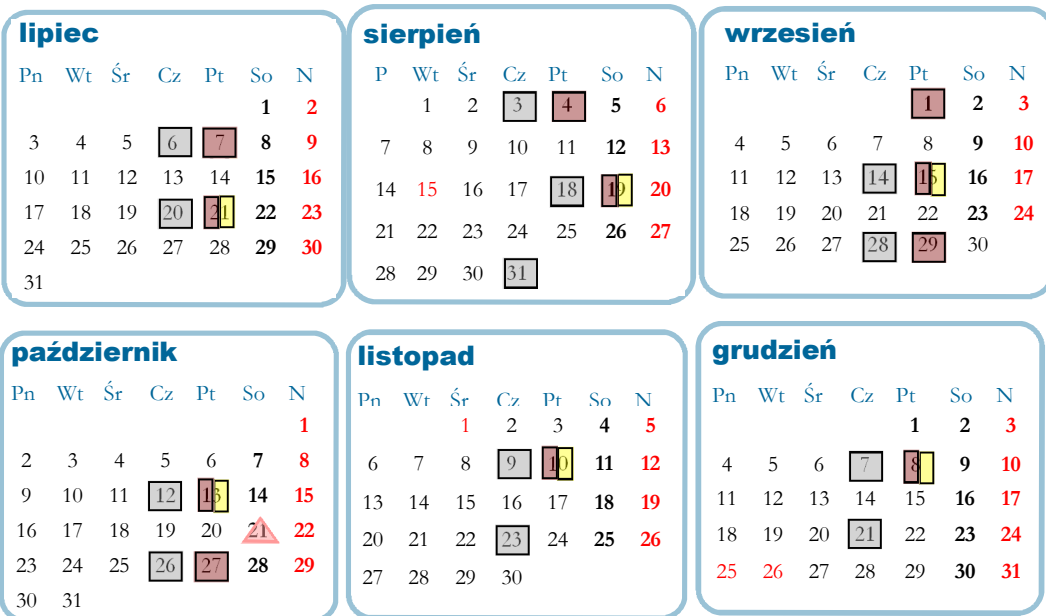 lipiec
Pn Wt Śr Cz Pt So N
1 2
3 4 5 6 7 8 9
10 11 12 13 14 15 16
17 18 19 20 21 22 23
24 25 26 27 28 29 30
31
sierpień
P Wt Śr Cz Pt So N
1 2 3 4 5 6
7 8 9 10 11 12 13
14 15 16 17 18 19 20
21 22 23 24 25 26 27
28 29 30 31
wrzesień
Pn Wt Śr Cz Pt So N
1 2 3
4 5 6 7 8 9 10
11 12 13 14 15 16 17
18 19 20 21 22 23 24
25 26 27 28 29 30
październik
Pn Wt Śr Cz Pt So N
1
2 3 4 5 6 7 8
9 10 11 12 13 14 15
16 17 18 19 20 21 22
23 24 25 26 27 28 29
30 31
listopad
Pn Wt Śr Cz Pt So N
1 2 3 4 5
6 7 8 9 10 11 12
13 14 15 16 17 18 19
20 21 22 23 24 25 26
27 28 29 30
grudzień
Pn Wt Śr Cz Pt So N
1 2 3
4 5 6 7 8 9 10
11 12 13 14 15 16 17
18 19 20 21 22 23 24
25 26 27 28 29 30 31